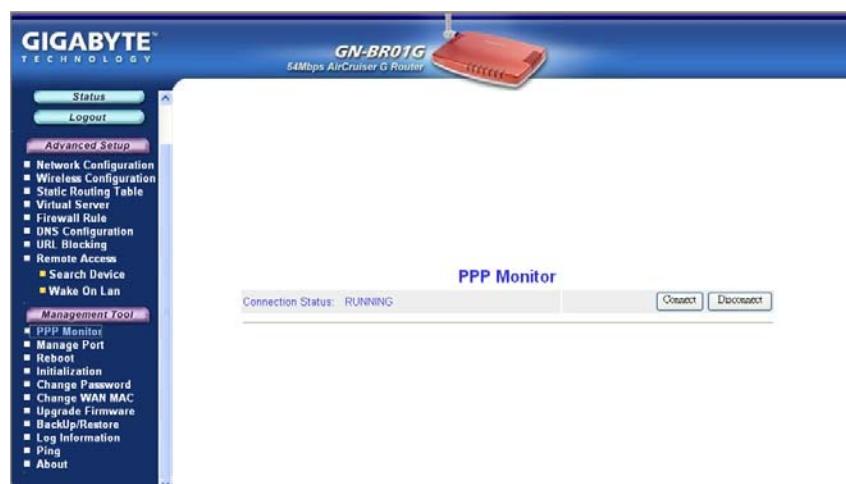 GIGABYTE™
TECHNOLOGY
GN-BR01G
54Mbps AirCruiser G Router
Status
Logout
Advanced Setup
Network Configuration
Wireless Configuration
Static Routing Table
Virtual Server
Firewall Rule
DNS Configuration
URL Blocking
Remote Access
Search Device
Wake On Lan
Management Tool
PPP Monitor
Manage Port
Reboot
Initialization
Change Password
Change WAN MAC
Upgrade Firmware
BackUp/Restore
Log Information
Ping
About
PPP Monitor
Connection Status: RUNNING
Connect Disconnect